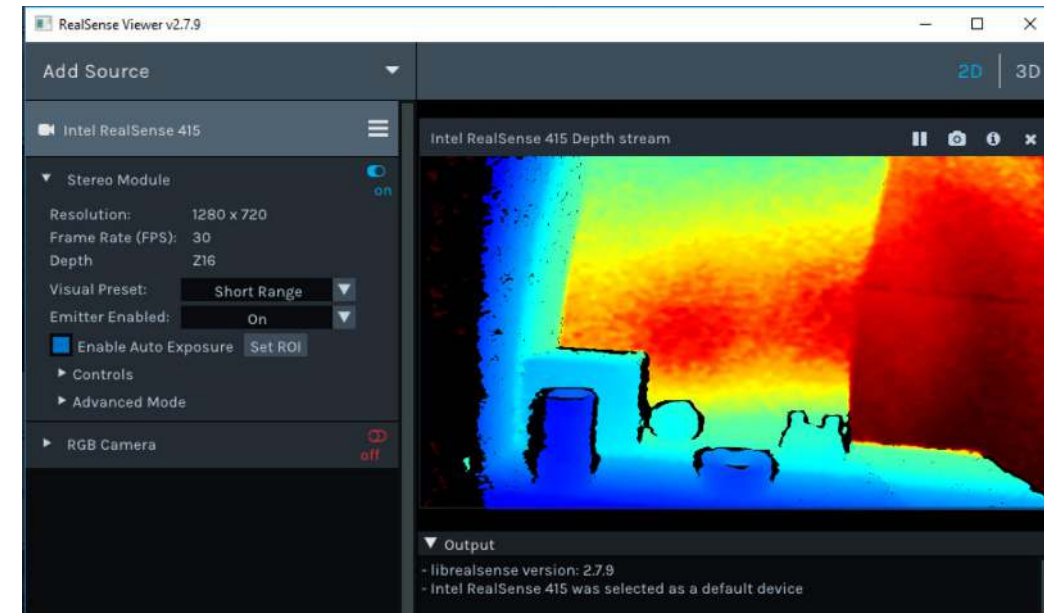 RealSense Viewer v2.7.9
Add Source
2D | 3D
Intel RealSense 415
Intel RealSense 415 Depth stream
Stereo Module
on
Resolution: 1280 x 720
Frame Rate (FPS): 30
Depth Z16
Visual Preset: Short Range
Emitter Enabled: On
Enable Auto Exposure Set ROI
Controls
Advanced Mode
RGB Camera
off
Output
- librealsense version: 2.7.9
- Intel RealSense 415 was selected as a default device